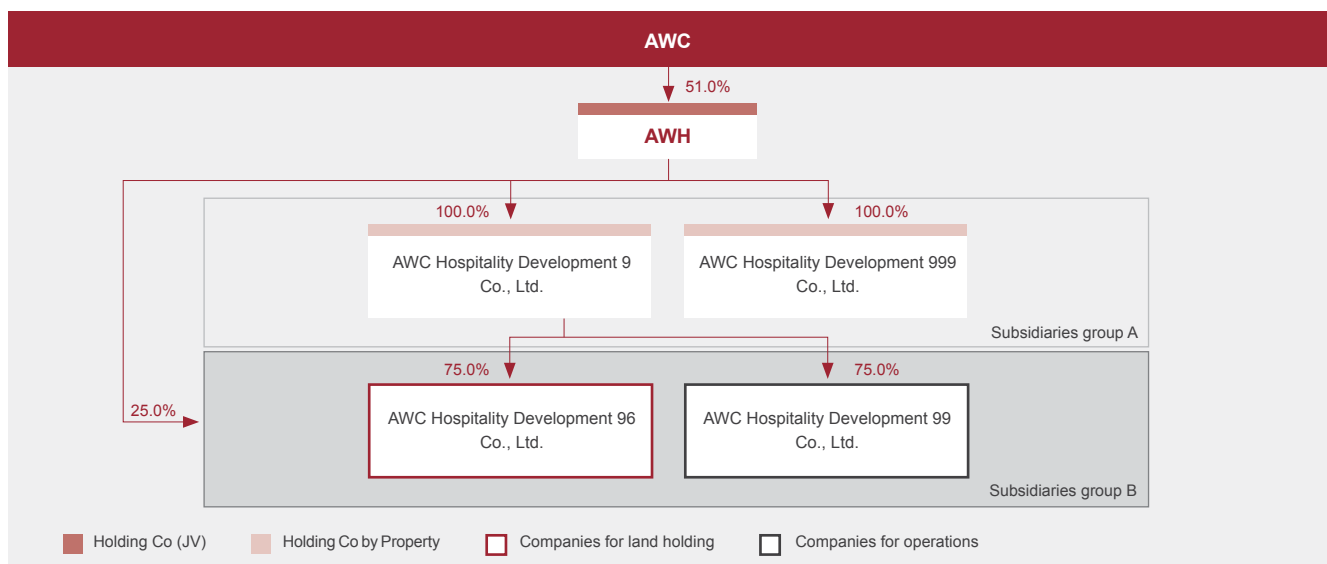 AWC
51.0%
AWH
100.0%
100.0%
AWC Hospitality Development 9
Co., Ltd.
AWC Hospitality Development 999
Co., Ltd.
Subsidiaries group A
75.0%
75.0%
25.0%
AWC Hospitality Development 96
Co., Ltd.
AWC Hospitality Development 99
Co., Ltd.
Subsidiaries group B
Holding Co (JV)
Holding Co by Property
Companies for land holding
Companies for operations